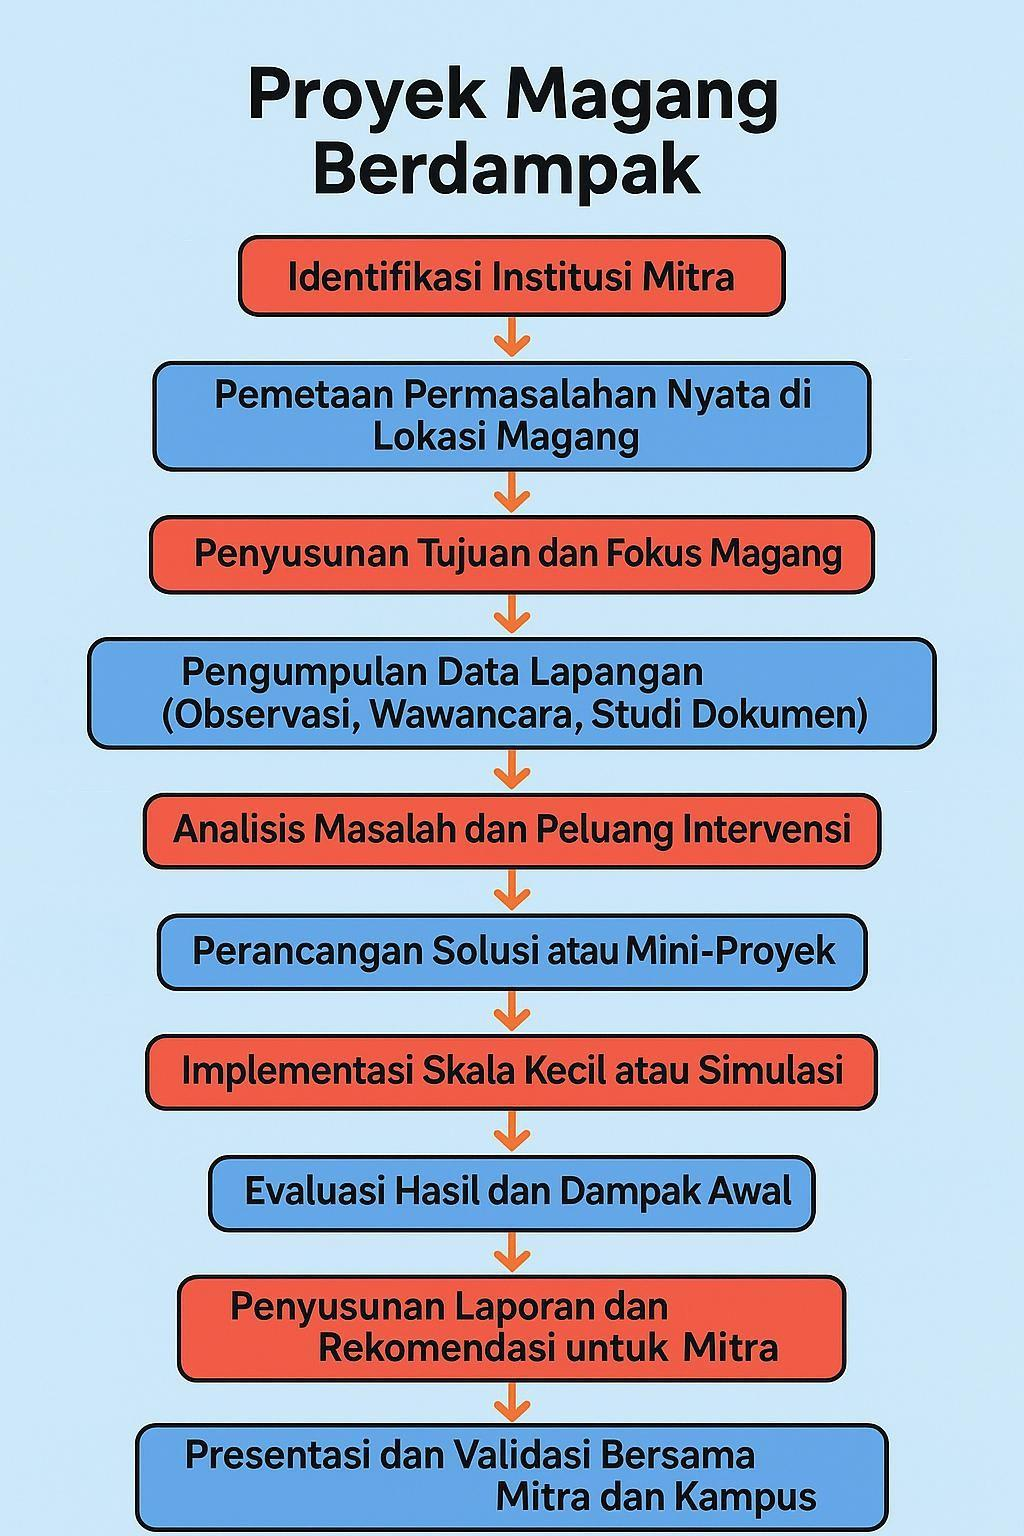 Proyek Magang
Berdampak
Identifikasi Institusi Mitra
Pemetaan Permasalahan Nyata di
Lokasi Magang
Penyusunan Tujuan dan Fokus Magang
Pengumpulan Data Lapangan
(Observasi, Wawancara, Studi Dokumen)
Analisis Masalah dan Peluang Intervensi
Perancangan Solusi atau Mini-Proyek
Implementasi Skala Kecil atau Simulasi
Evaluasi Hasil dan Dampak Awal
Penyusunan Laporan dan
Rekomendasi untuk Mitra
Presentasi dan Validasi Bersama
Mitra dan Kampus